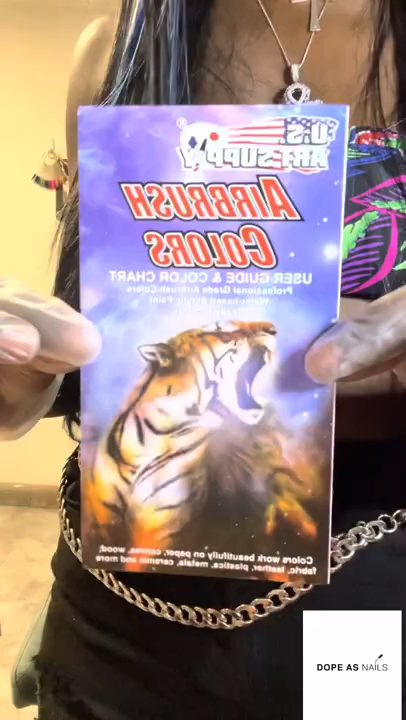 U.S.
ART SUPPLY®
AIRBRUSH
COLORS
USER GUIDE & COLOR CHART
Professional Grade Airbrush Colors
Water-based Acrylic Paint
Colors work beautifully on paper, canvas, wood,
fabric, leather, plastics, metals, ceramic and more
DOPE AS NAILS